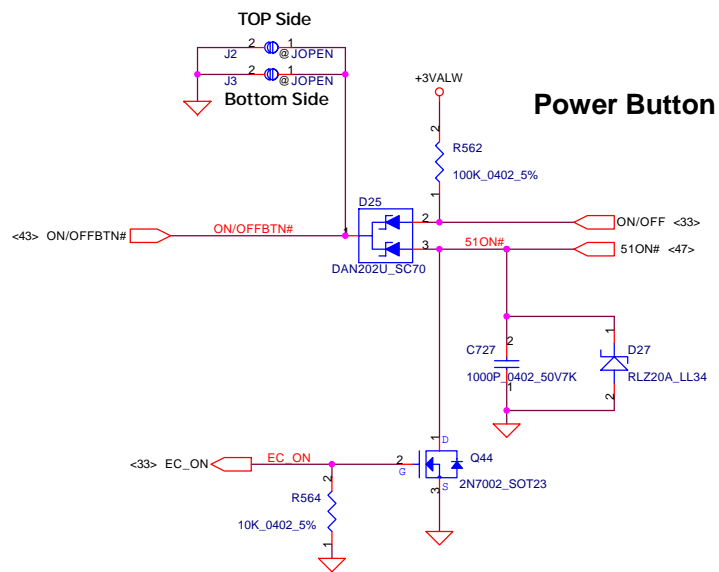 TOP Side
2 1
J2 @JOPEN
2 1
J3 @JOPEN
Bottom Side
+3VALW
Power Button
2
R562
100K_0402_5%
1
D25
<43> ON/OFFBTN# ON/OFFBTN# 1
2 ON/OFF <33>
3 51ON# 51ON# <47>
DAN202U_SC70
2
C727
1000P_0402_50V7K
1
1
D27
RLZ20A_LL34
2
1 D
<33> EC_ON EC_ON 2 G
Q44
2N7002_SOT23
3 S
2
R564
10K_0402_5%
1